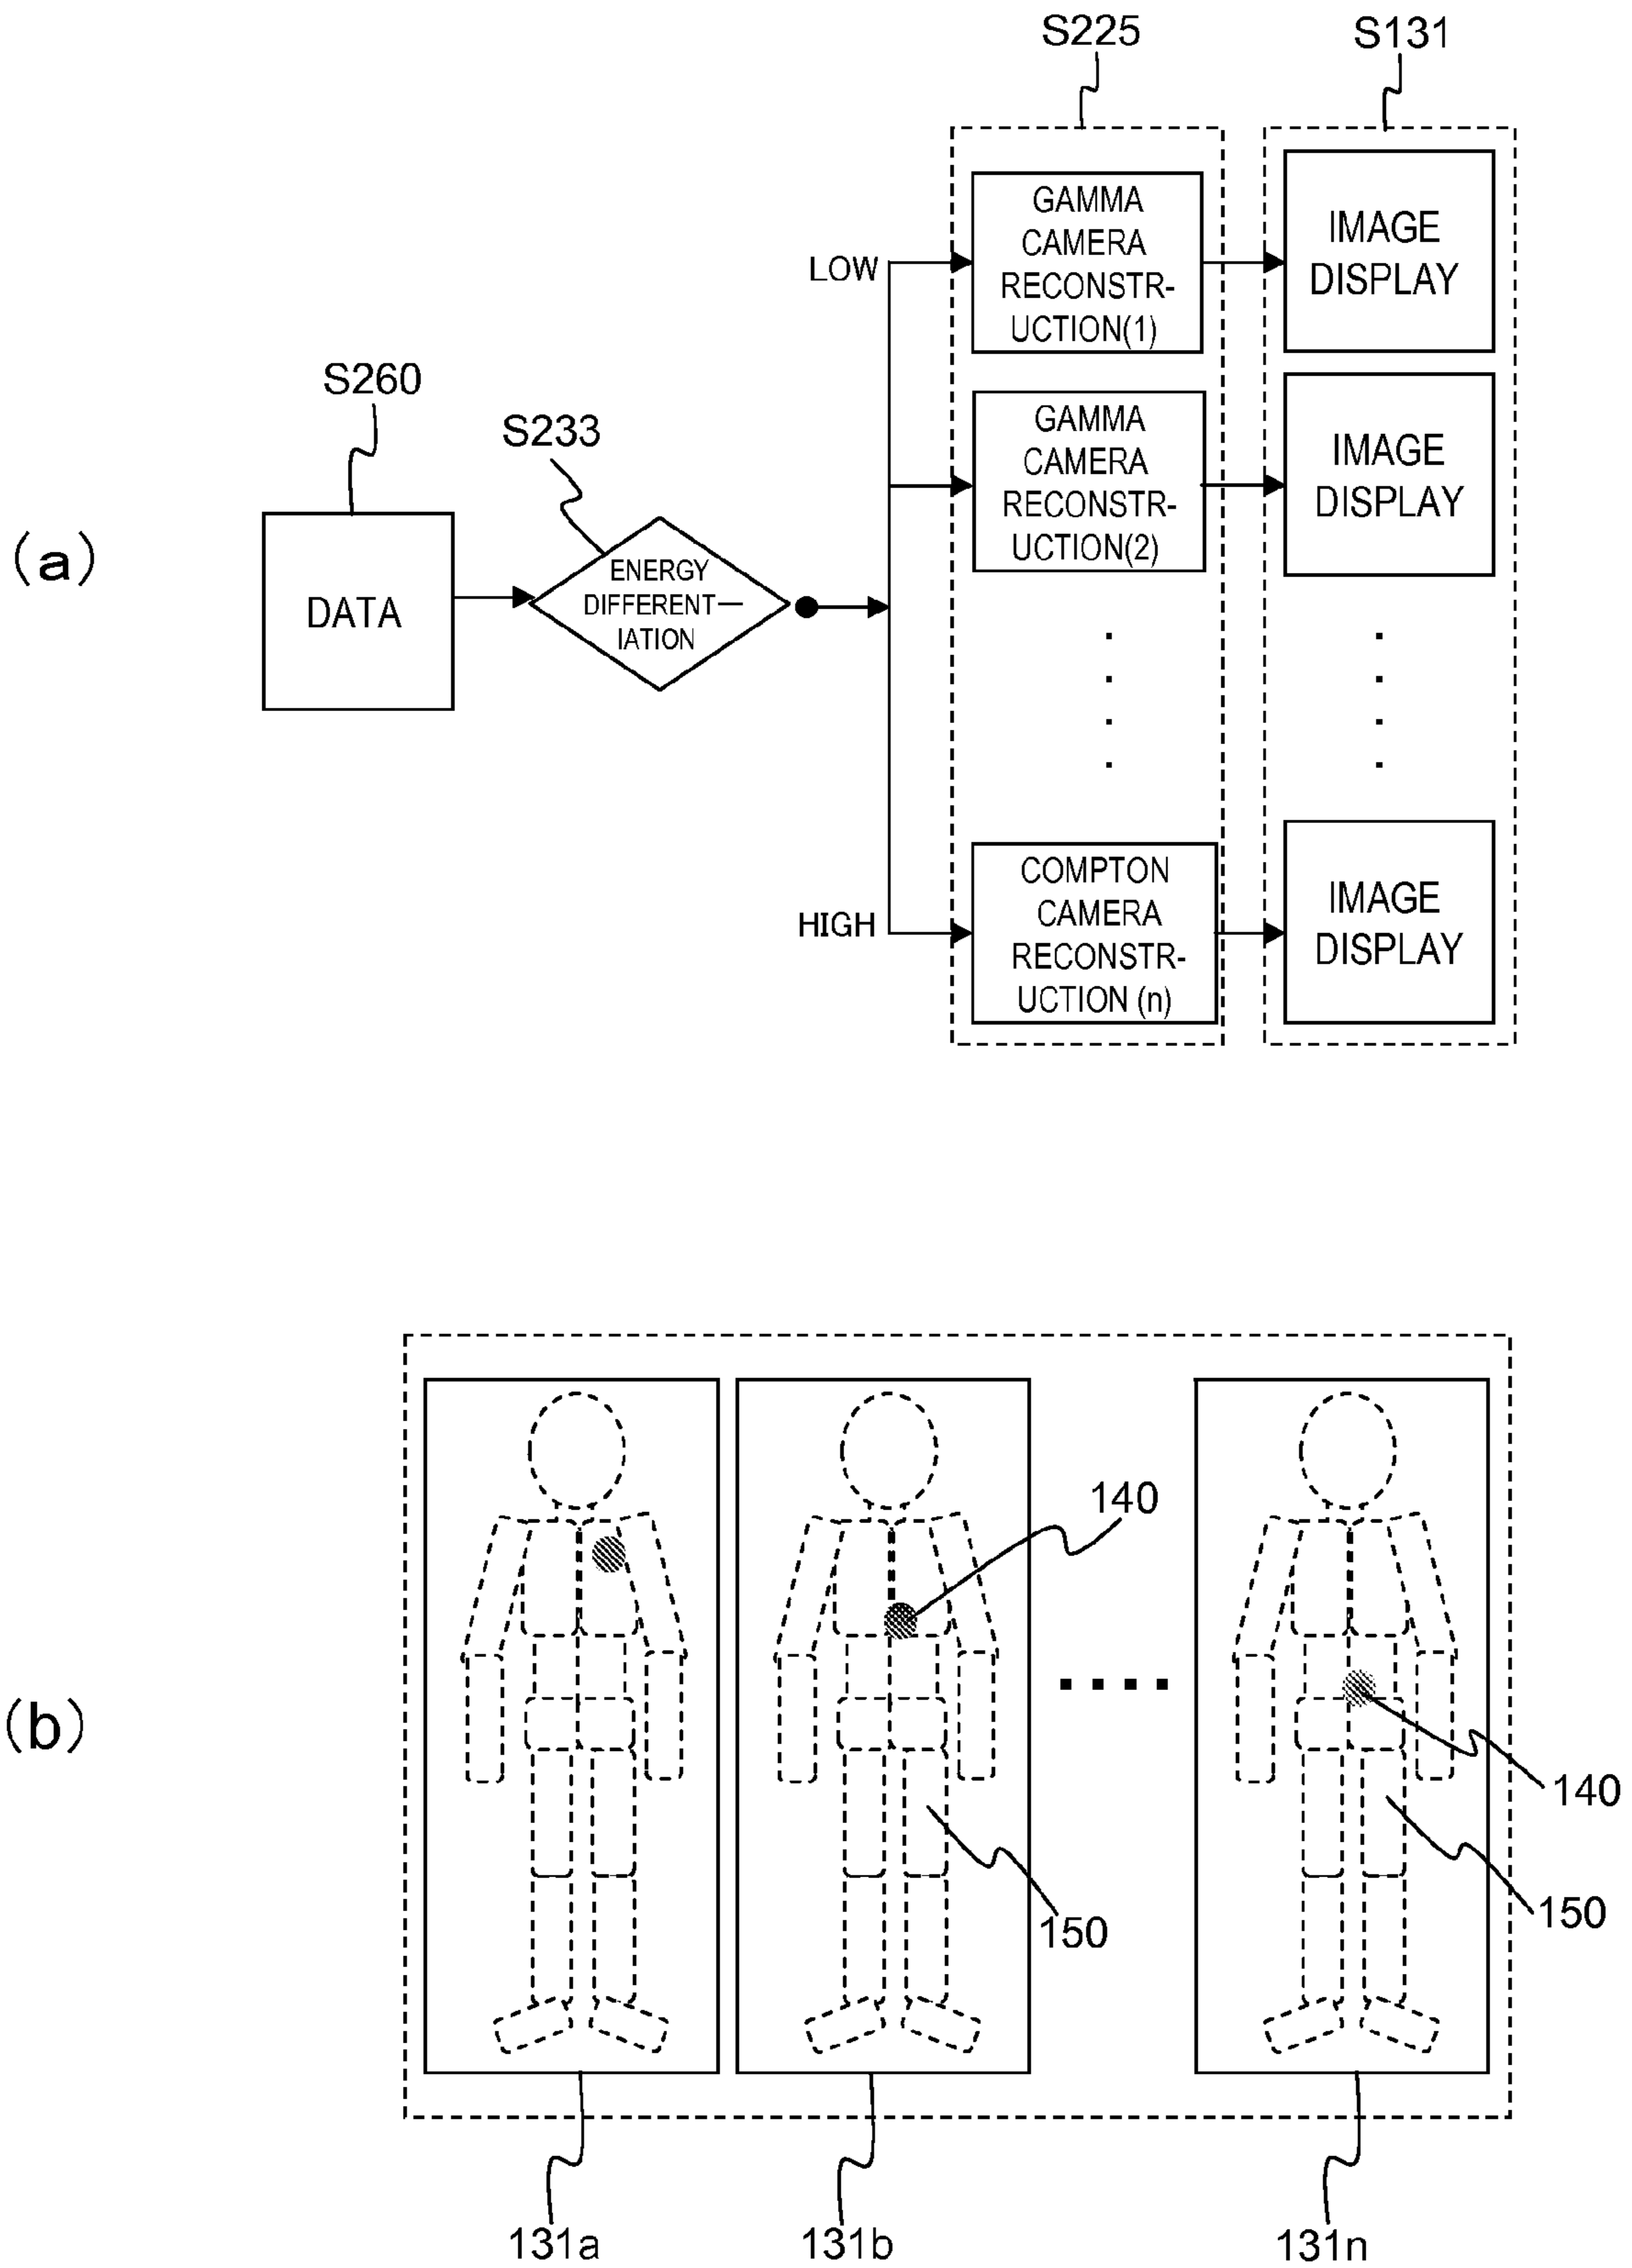 S225
S131
GAMMA
CAMERA
RECONSTR-
UCTION(1)
IMAGE
DISPLAY
LOW
S260
S233
GAMMA
CAMERA
RECONSTR-
UCTION(2)
IMAGE
DISPLAY
(a)
DATA
ENERGY
DIFFERENT—
IATION
HIGH
COMPTON
CAMERA
RECONSTR-
UCTION (n)
IMAGE
DISPLAY
140
(b)
140
150
150
131a
131b
131n